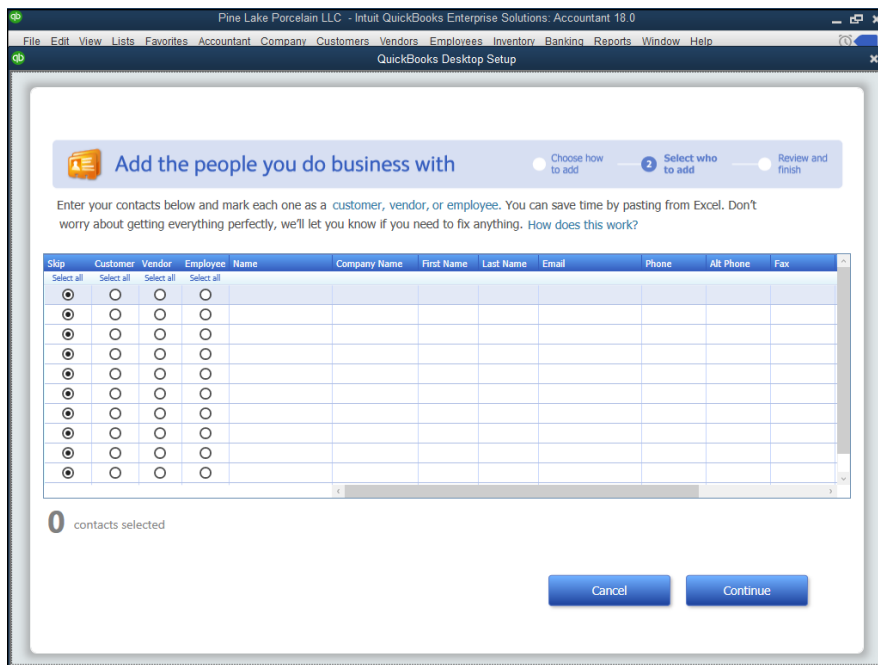 qb Pine Lake Porcelain LLC - Intuit QuickBooks Enterprise Solutions: Accountant 18.0
File Edit View Lists Favorites Accountant Company Customers Vendors Employees Inventory Banking Reports Window Help
qb QuickBooks Desktop Setup
Add the people you do business with
Choose how to add
2 Select who to add
Review and finish
Enter your contacts below and mark each one as a customer, vendor, or employee. You can save time by pasting from Excel. Don't
worry about getting everything perfectly, we'll let you know if you need to fix anything. How does this work?
Skip Customer Vendor Employee Name Company Name First Name Last Name Email Phone Alt Phone Fax
Select all Select all Select all Select all
0 contacts selected
Cancel Continue